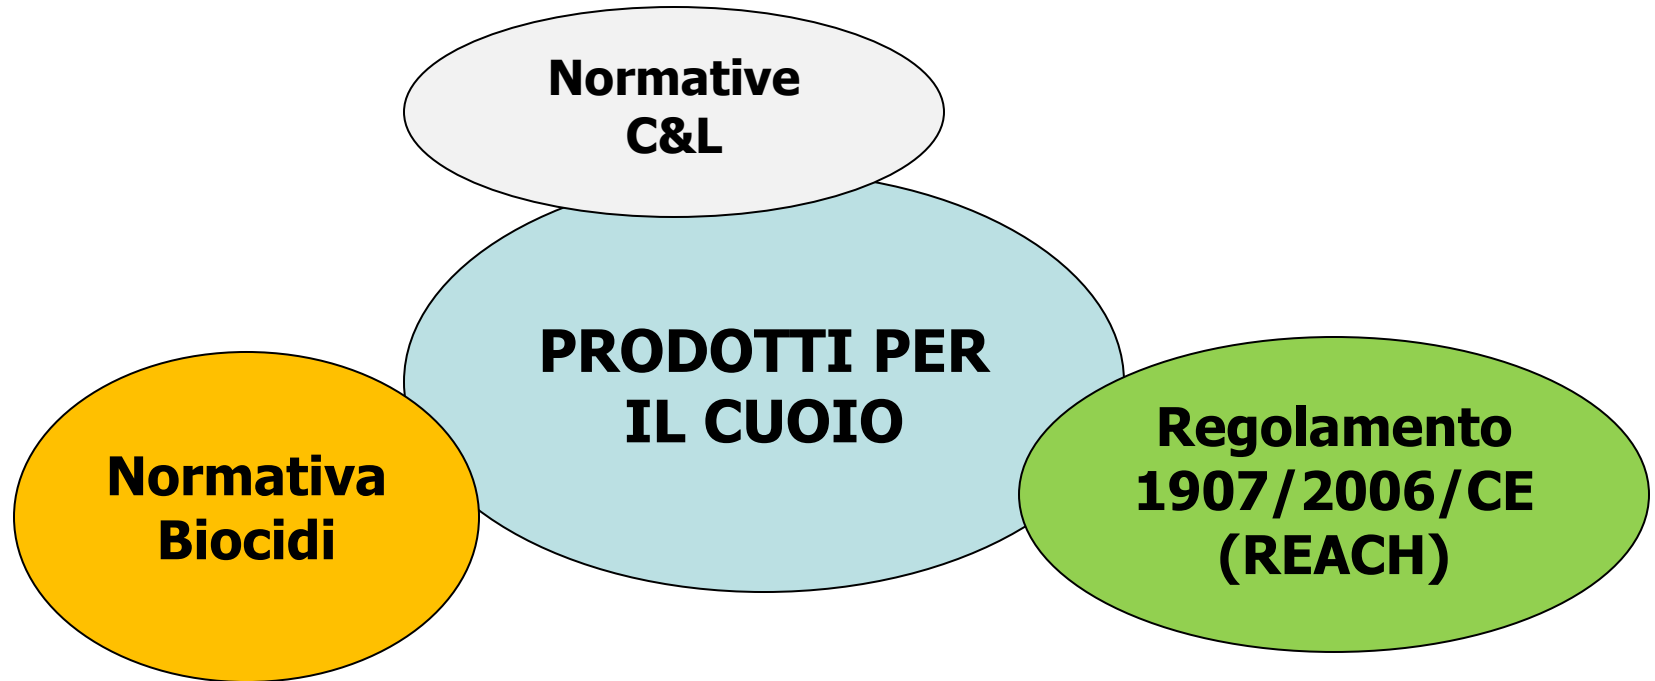 Normative
C&L
PRODOTTI PER
IL CUOIO
Normativa
Biocidi
Regolamento
1907/2006/CE
(REACH)